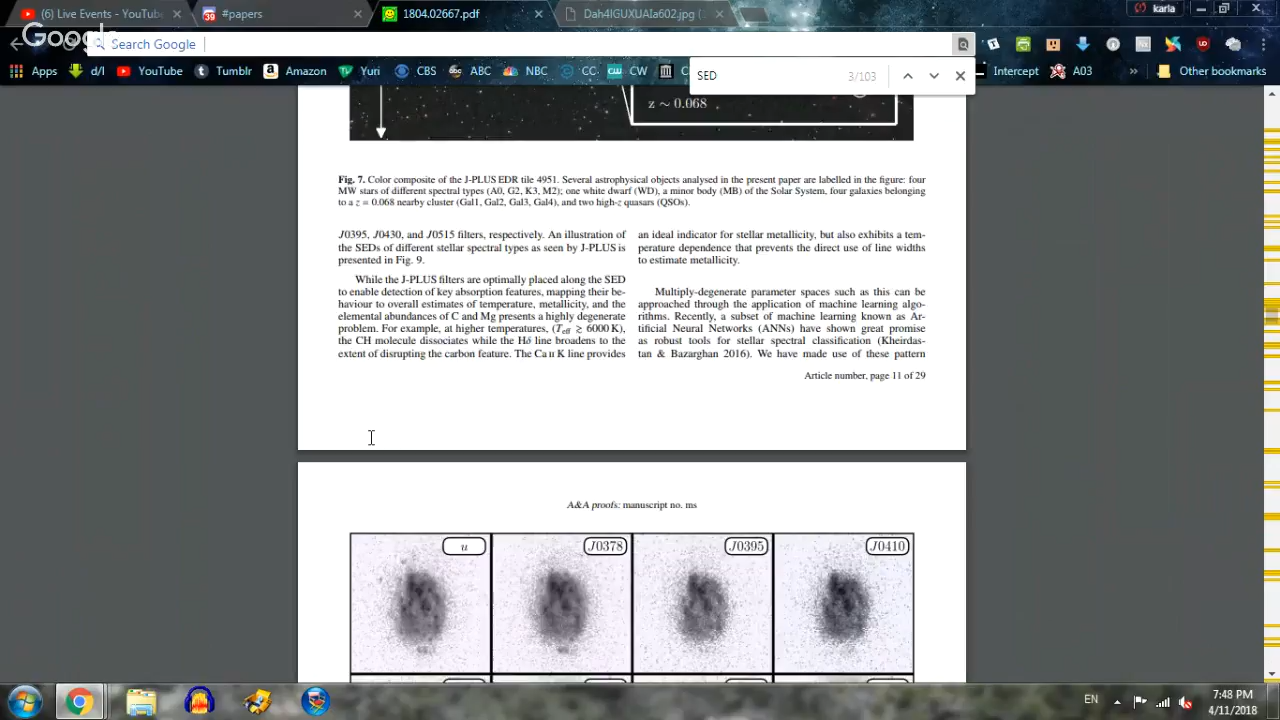 (6) Live Events - YouTube
39 #papers
1804.02667.pdf
Dah4IGUXUAIa602.jpg (
karla
Google
Search Google
Apps
d/l
YouTube
Tumblr
Amazon
Yuri
CBS
ABC
NBC
CC
CW
Intercept
A03
Other bookmarks
SED 3/103
z ~ 0.068
Fig. 7. Color composite of the J-PLUS EDR tile 4951. Several astrophysical objects analysed in the present paper are labelled in the figure: four
MW stars of different spectral types (A0, G2, K3, M2); one white dwarf (WD), a minor body (MB) of the Solar System, four galaxies belonging
to a z = 0.068 nearby cluster (Gal1, Gal2, Gal3, Gal4), and two high-z quasars (QSOs).
J0395, J0430, and J0515 filters, respectively. An illustration of
the SEDs of different stellar spectral types as seen by J-PLUS is
presented in Fig. 9.
While the J-PLUS filters are optimally placed along the SED
to enable detection of key absorption features, mapping their be-
haviour to overall estimates of temperature, metallicity, and the
elemental abundances of C and Mg presents a highly degenerate
problem. For example, at higher temperatures, (Teff ≥ 6000 K),
the CH molecule dissociates while the Hδ line broadens to the
extent of disrupting the carbon feature. The Ca II K line provides
an ideal indicator for stellar metallicity, but also exhibits a tem-
perature dependence that prevents the direct use of line widths
to estimate metallicity.
Multiply-degenerate parameter spaces such as this can be
approached through the application of machine learning algo-
rithms. Recently, a subset of machine learning known as Ar-
tificial Neural Networks (ANNs) have shown great promise
as robust tools for stellar spectral classification (Kheirdas-
tan & Bazarghan 2016). We have made use of these pattern
Article number, page 11 of 29
A&A proofs: manuscript no. ms
u
J0378
J0395
J0410
EN
7:48 PM
4/11/2018